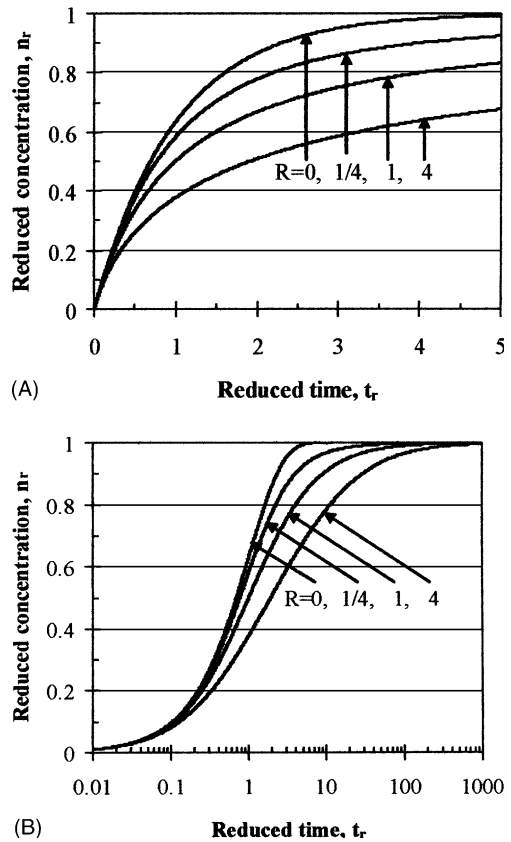 1
0.8
0.6
0.4
0.2
0
Reduced concentration, nr
R=0, 1/4, 1, 4
0 1 2 3 4 5
(A)
Reduced time, tr
1
0.8
0.6
0.4
0.2
0
Reduced concentration, nr
R=0, 1/4, 1, 4
0.01 0.1 1 10 100 1000
(B)
Reduced time, tr